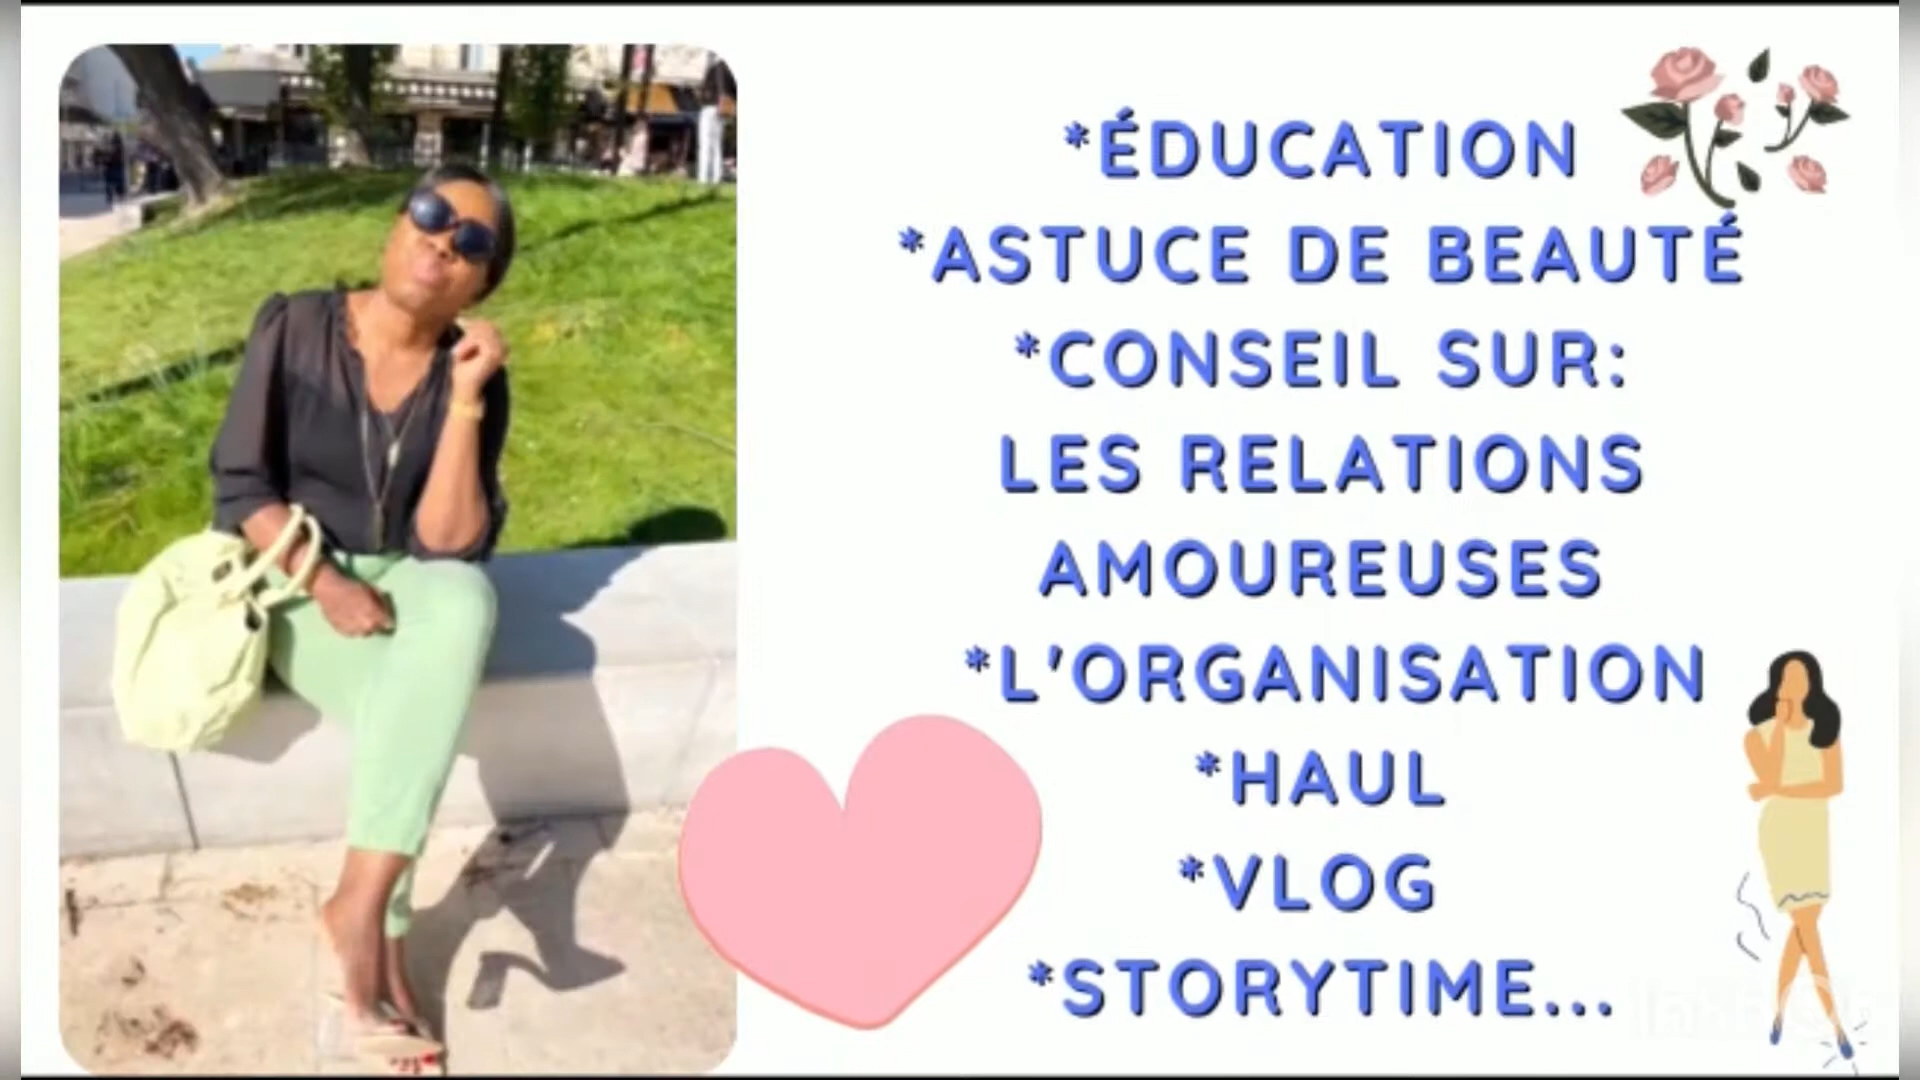 *ÉDUCATION
*ASTUCE DE BEAUTÉ
*CONSEIL SUR:
LES RELATIONS
AMOUREUSES
*L'ORGANISATION
*HAUL
*VLOG
*STORYTIME...